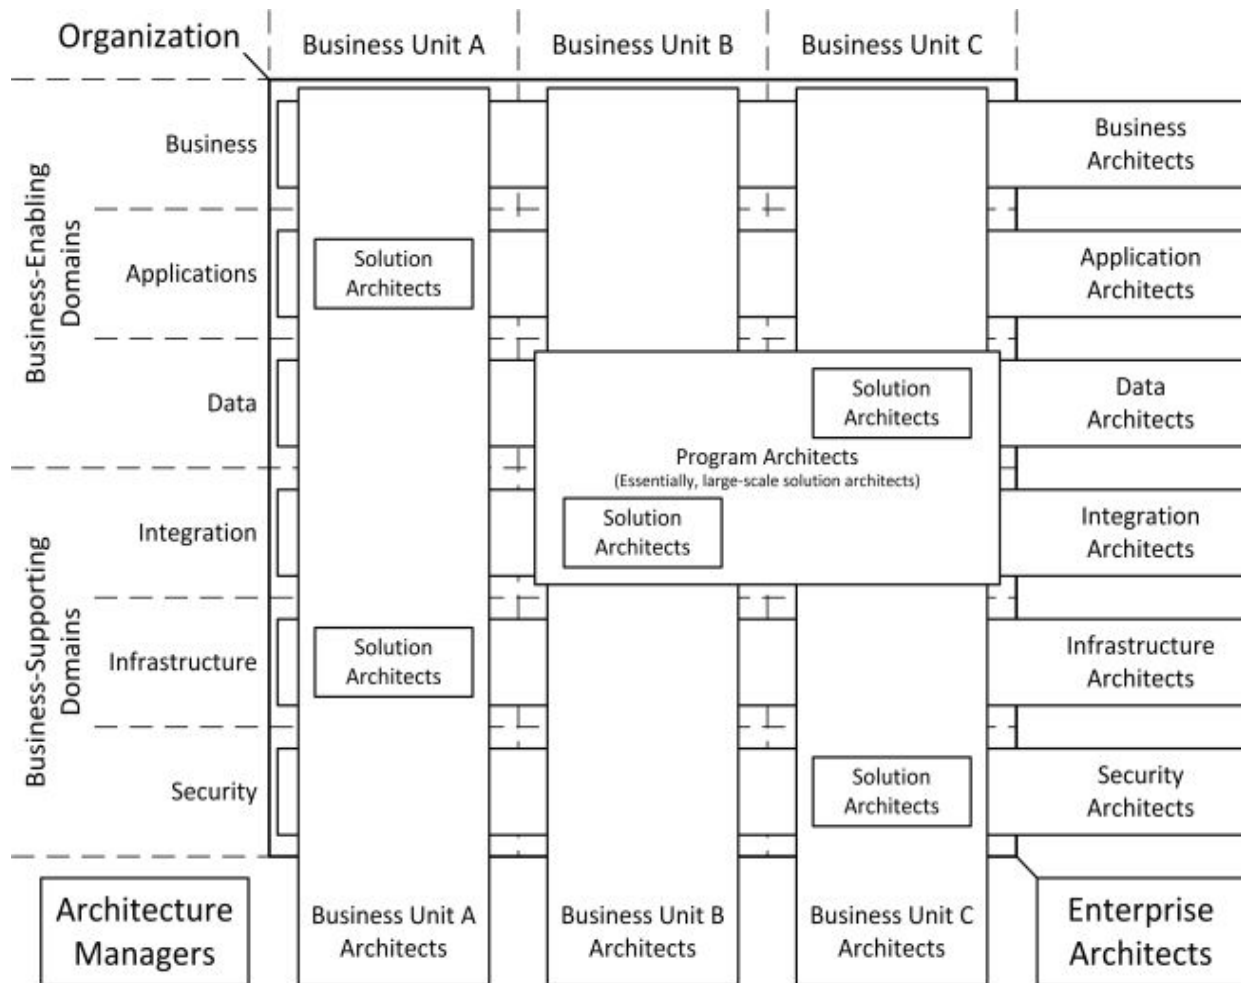 Organization
Business Unit A
Business Unit B
Business Unit C
Business-Enabling
Domains
Business
Business
Architects
Applications
Solution
Architects
Application
Architects
Data
Solution
Architects
Data
Architects
Program Architects
(Essentially, large-scale solution architects)
Business-Supporting
Domains
Integration
Solution
Architects
Integration
Architects
Infrastructure
Solution
Architects
Infrastructure
Architects
Security
Solution
Architects
Security
Architects
Architecture
Managers
Business Unit A
Architects
Business Unit B
Architects
Business Unit C
Architects
Enterprise
Architects